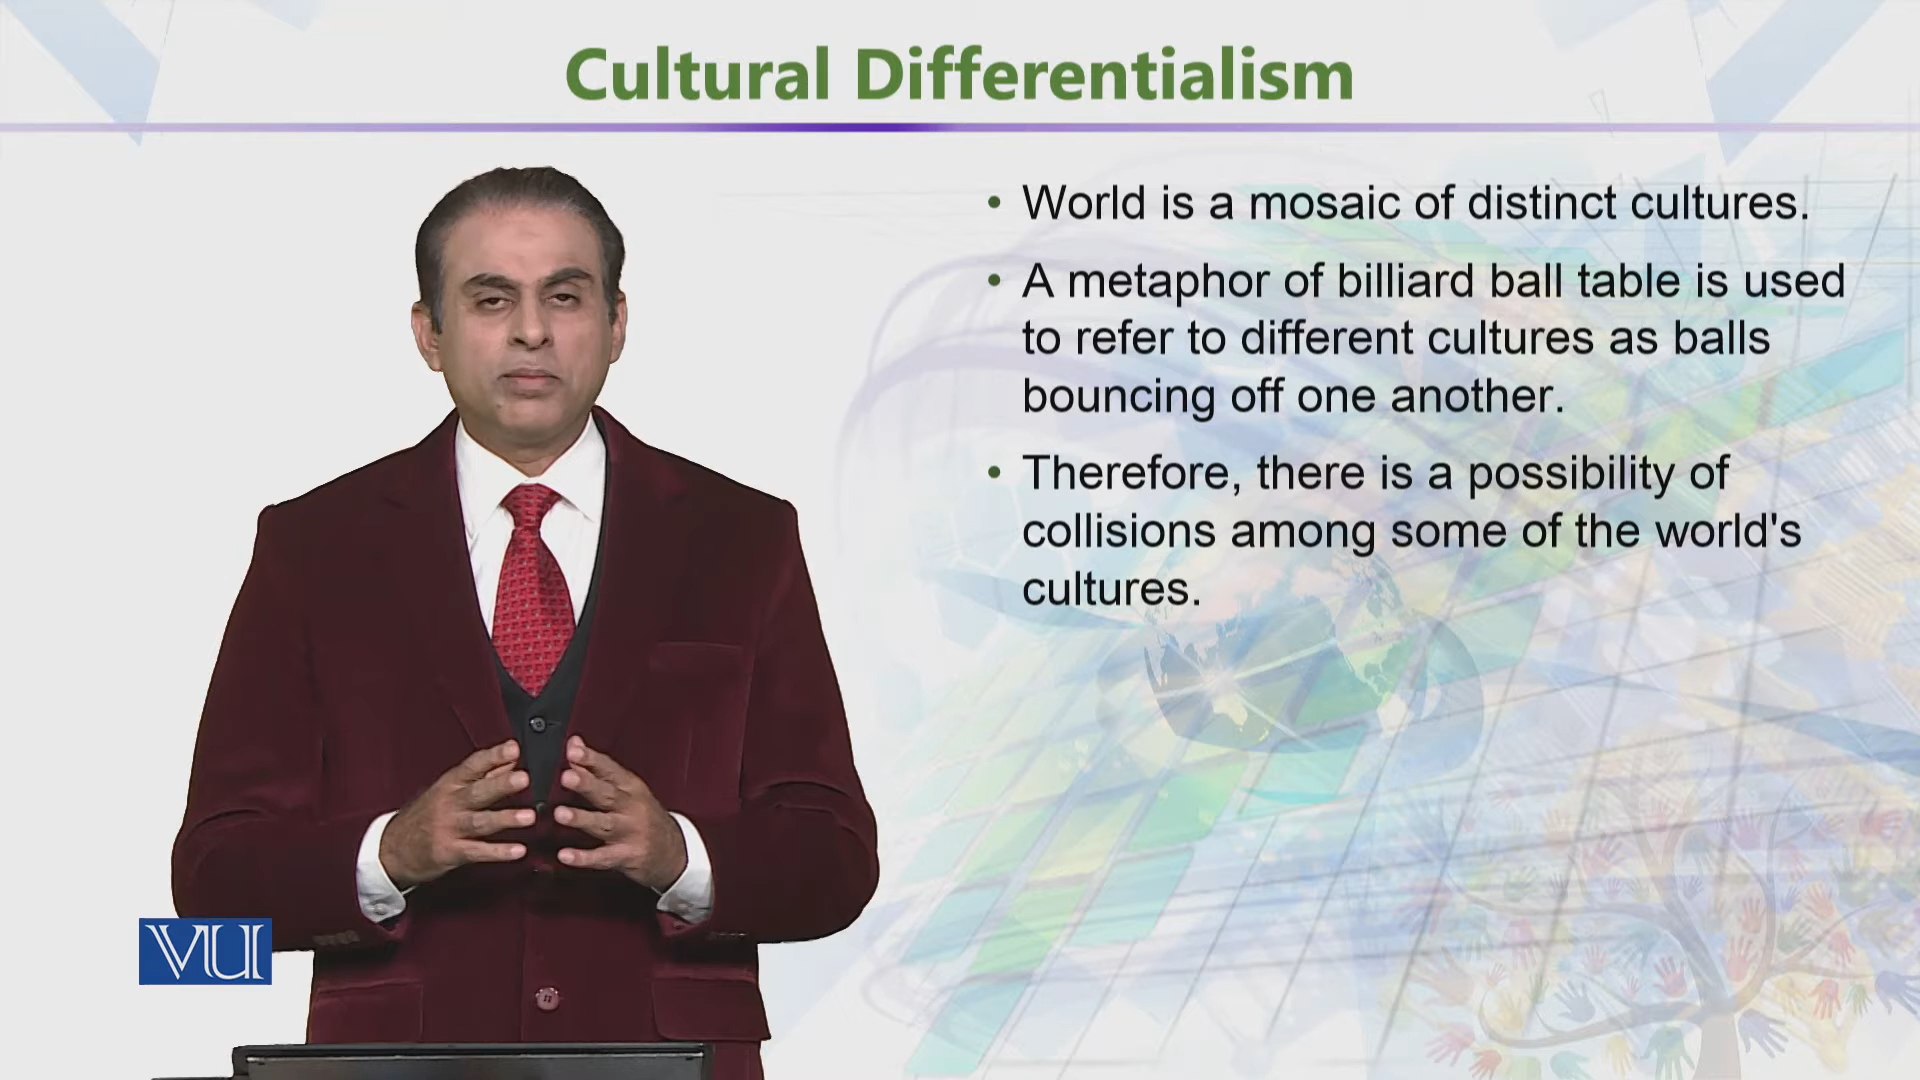 Cultural Differentialism
• World is a mosaic of distinct cultures.
• A metaphor of billiard ball table is used
to refer to different cultures as balls
bouncing off one another.
• Therefore, there is a possibility of
collisions among some of the world's
cultures.
VU